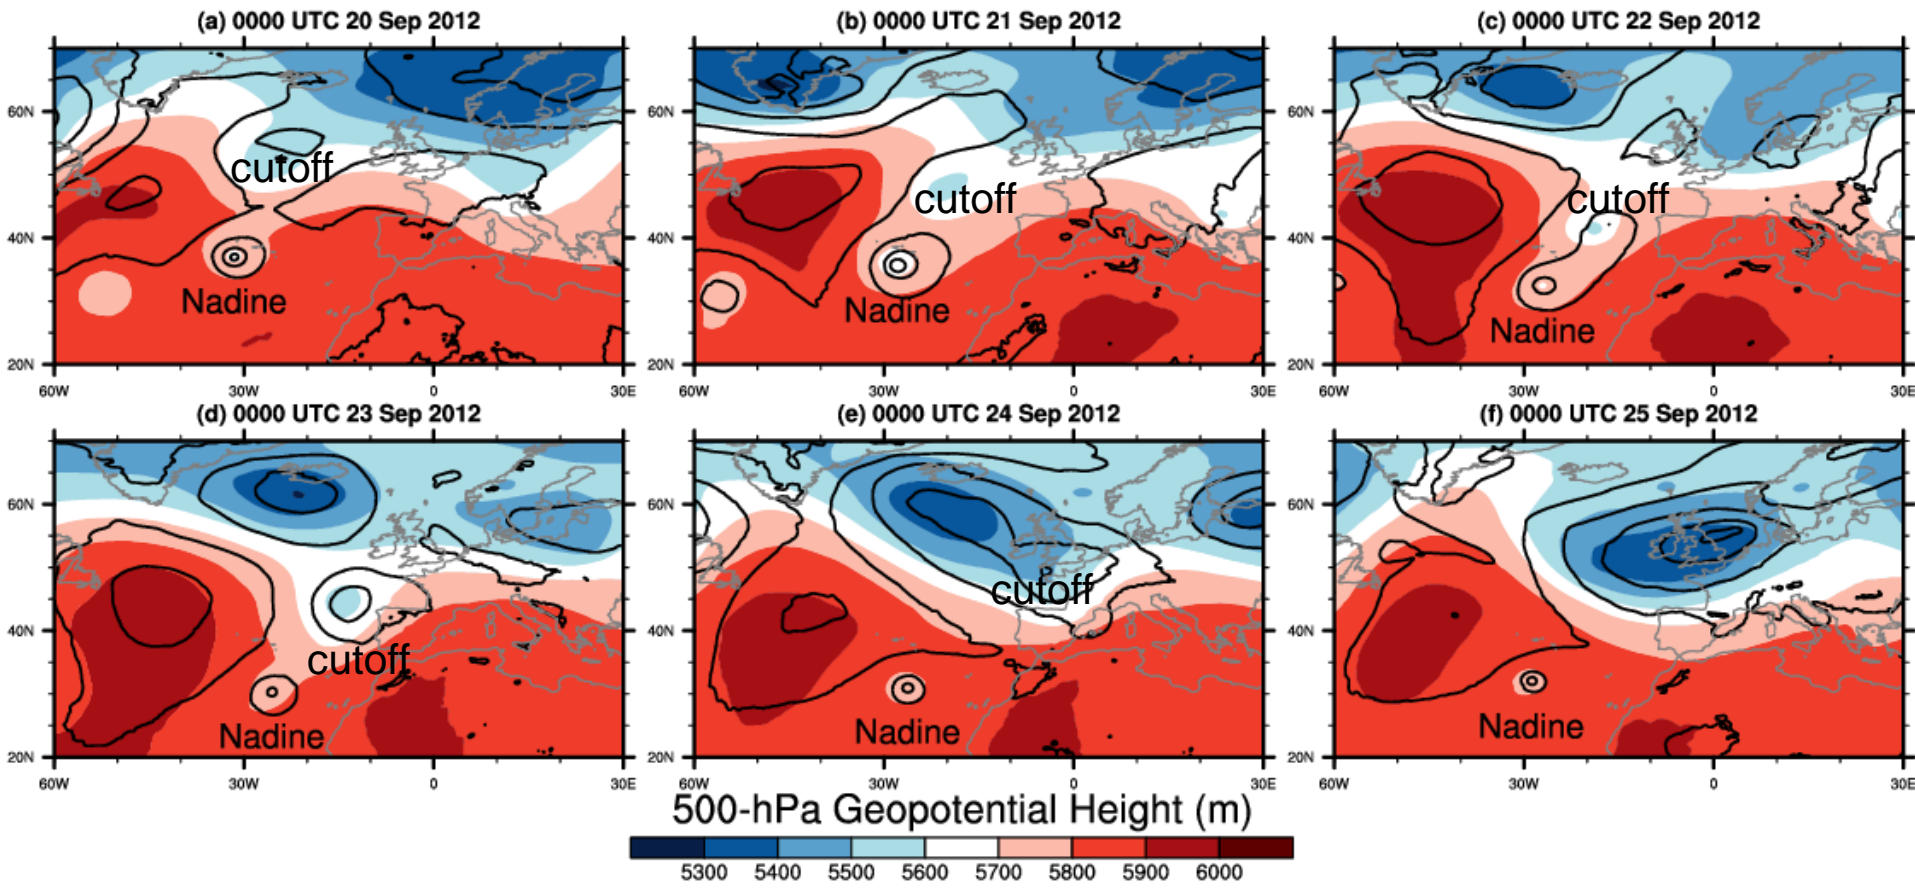 (a) 0000 UTC 20 Sep 2012
(b) 0000 UTC 21 Sep 2012
(c) 0000 UTC 22 Sep 2012
60N
40N
20N
60W 30W 0 30E
cutoff
Nadine
60N
40N
20N
60W 30W 0 30E
cutoff
Nadine
60N
40N
20N
60W 30W 0 30E
cutoff
Nadine
(d) 0000 UTC 23 Sep 2012
(e) 0000 UTC 24 Sep 2012
(f) 0000 UTC 25 Sep 2012
60N
40N
20N
60W 30W 0 30E
cutoff
Nadine
60N
40N
20N
60W 30W 0 30E
cutoff
Nadine
60N
40N
20N
60W 30W 0 30E
Nadine
500-hPa Geopotential Height (m)
5300 5400 5500 5600 5700 5800 5900 6000